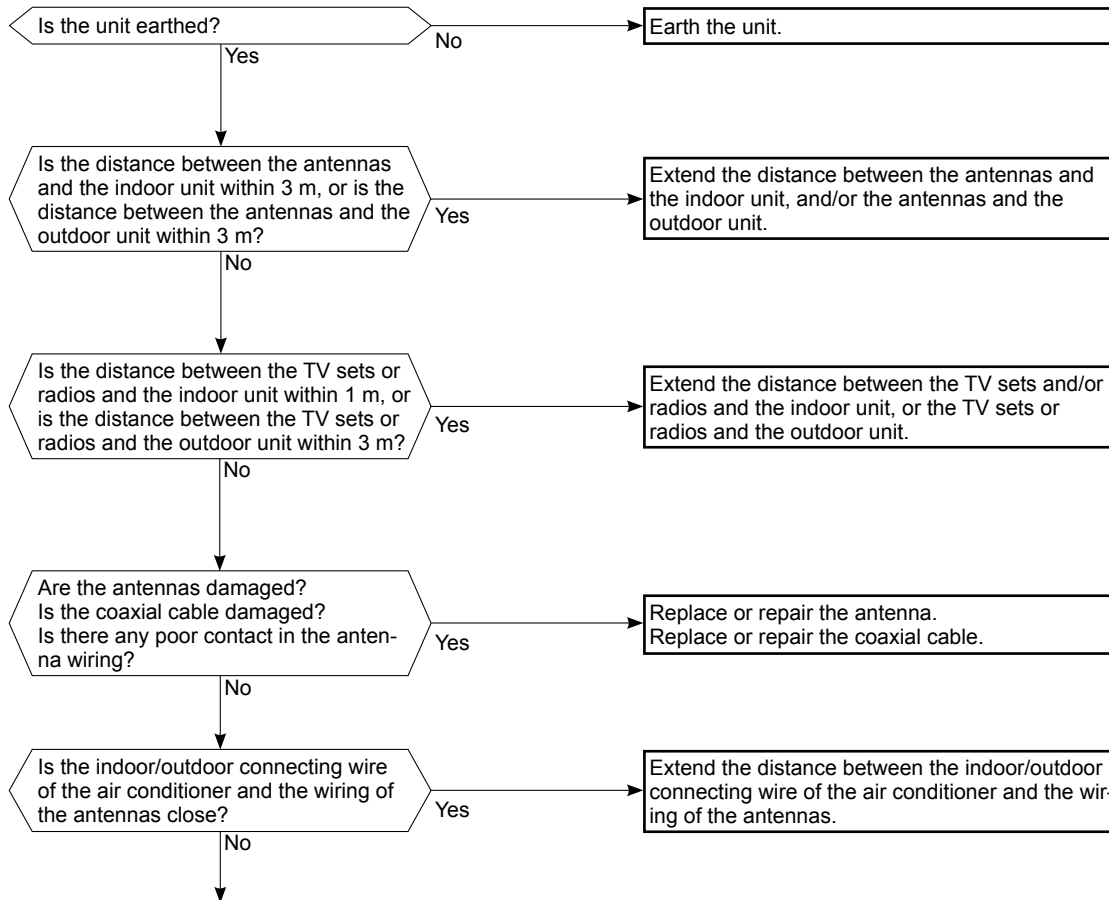 Is the unit earthed?
No
Earth the unit.
Yes
Is the distance between the antennas
and the indoor unit within 3 m, or is the
distance between the antennas and the
outdoor unit within 3 m?
Yes
Extend the distance between the antennas and
the indoor unit, and/or the antennas and the
outdoor unit.
No
Is the distance between the TV sets or
radios and the indoor unit within 1 m, or
is the distance between the TV sets or
radios and the outdoor unit within 3 m?
Yes
Extend the distance between the TV sets and/or
radios and the indoor unit, or the TV sets or
radios and the outdoor unit.
No
Are the antennas damaged?
Is the coaxial cable damaged?
Is there any poor contact in the anten-
na wiring?
Yes
Replace or repair the antenna.
Replace or repair the coaxial cable.
No
Is the indoor/outdoor connecting wire
of the air conditioner and the wiring of
the antennas close?
Yes
Extend the distance between the indoor/outdoor
connecting wire of the air conditioner and the wir-
ing of the antennas.
No